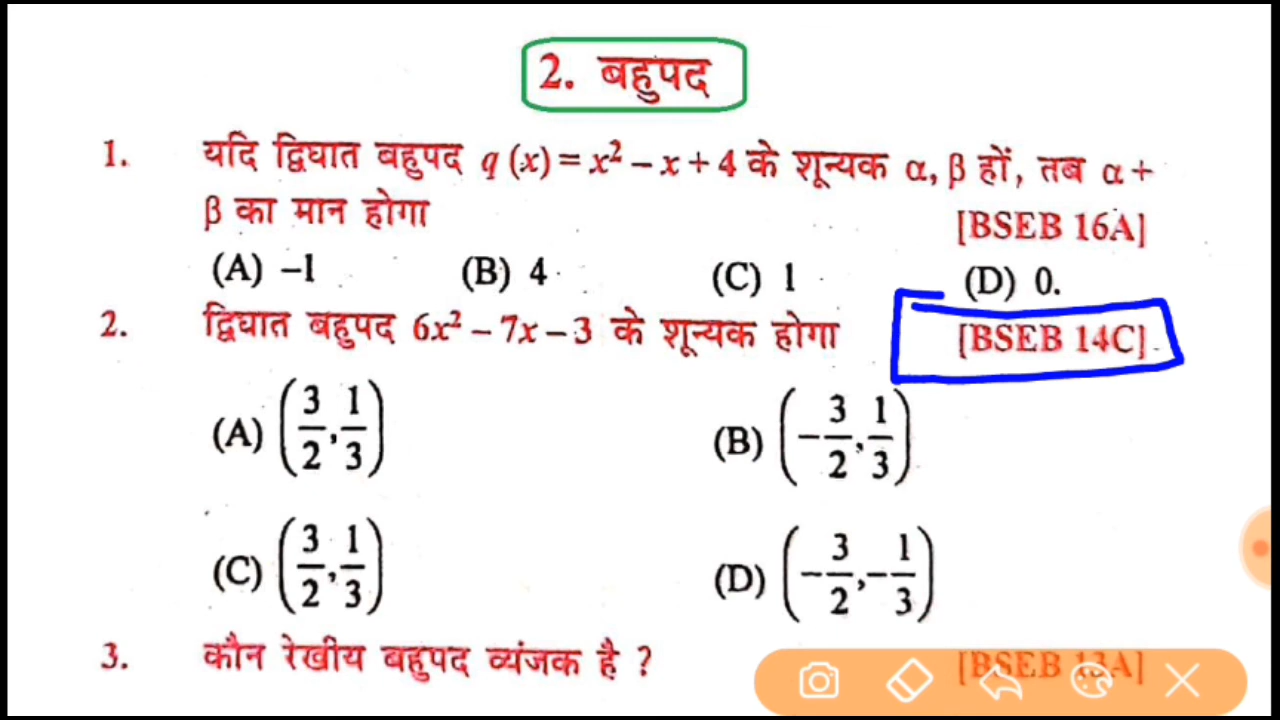 2. बहुपद
1. यदि द्विघात बहुपद q (x) = x² – x + 4 के शून्यक α, β हों, तब α +
β का मान होगा [BSEB 16A]
(A) –1 (B) 4 (C) 1 (D) 0.
2. द्विघात बहुपद 6x² – 7x – 3 के शून्यक होगा [BSEB 14C]
(A) (3/2, 1/3) (B) (–3/2, 1/3)
(C) (3/2, 1/3) (D) (–3/2, –1/3)
3. कौन रेखीय बहुपद व्यंजक है ? [BSEB 13A]